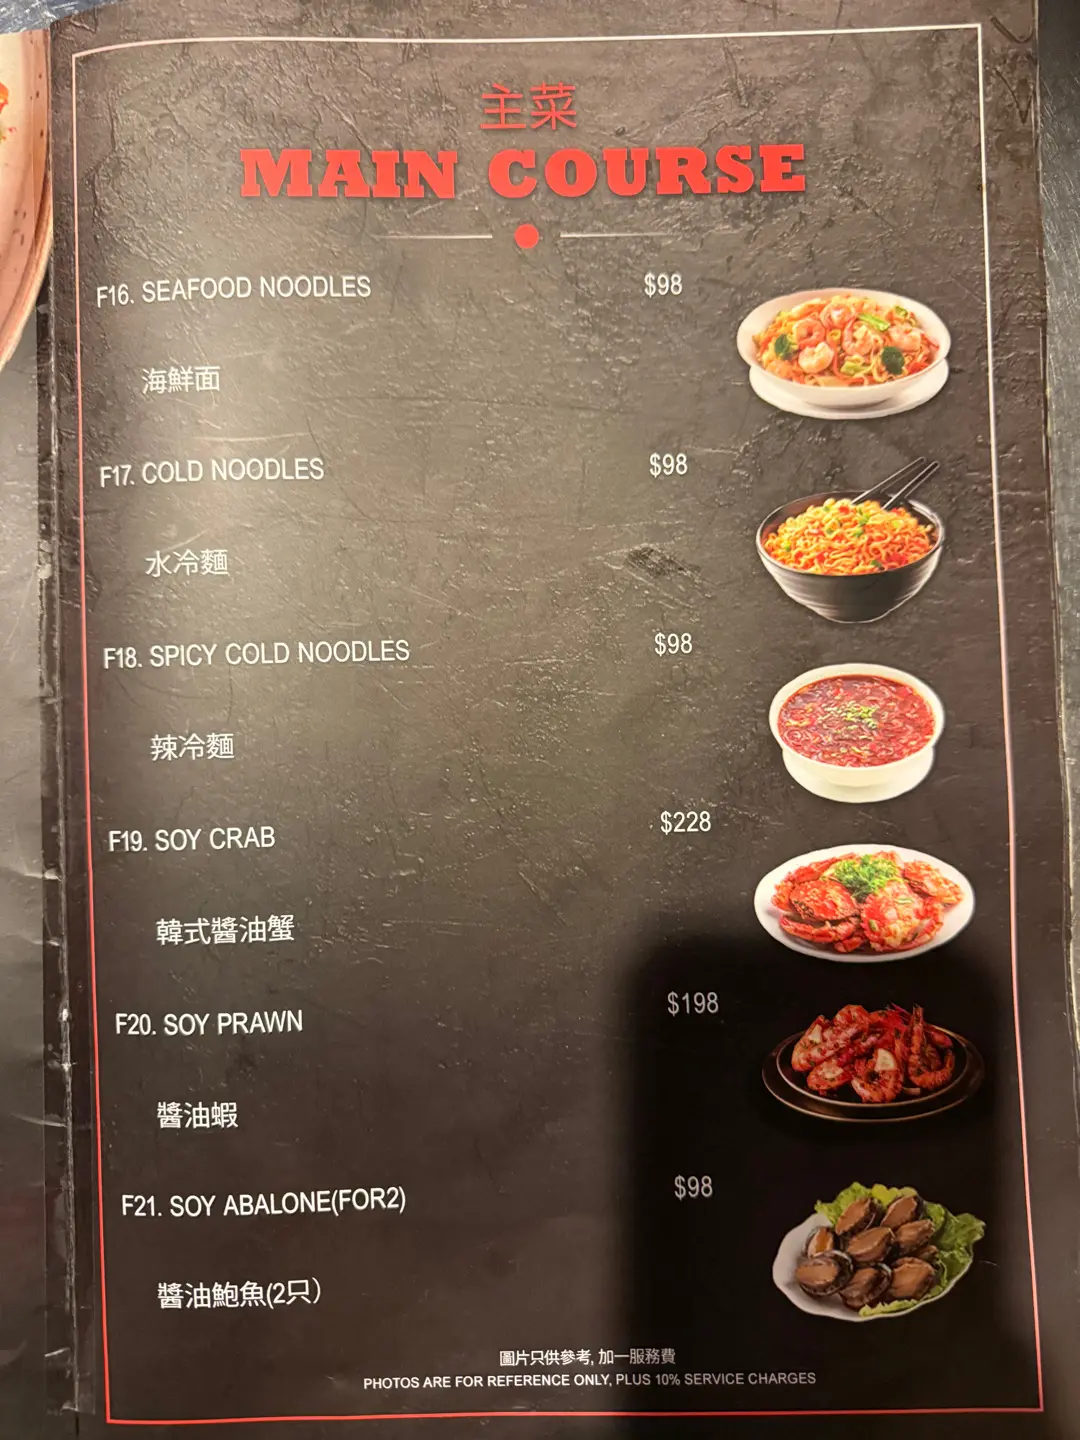 主菜
MAIN COURSE
F16. SEAFOOD NOODLES $98
海鮮面
F17. COLD NOODLES $98
水冷麵
F18. SPICY COLD NOODLES $98
辣冷麵
F19. SOY CRAB $228
韓式醬油蟹
F20. SOY PRAWN $198
醬油蝦
F21. SOY ABALONE(FOR2) $98
醬油鮑魚(2只)
圖片只供參考, 加一服務費
PHOTOS ARE FOR REFERENCE ONLY, PLUS 10% SERVICE CHARGES